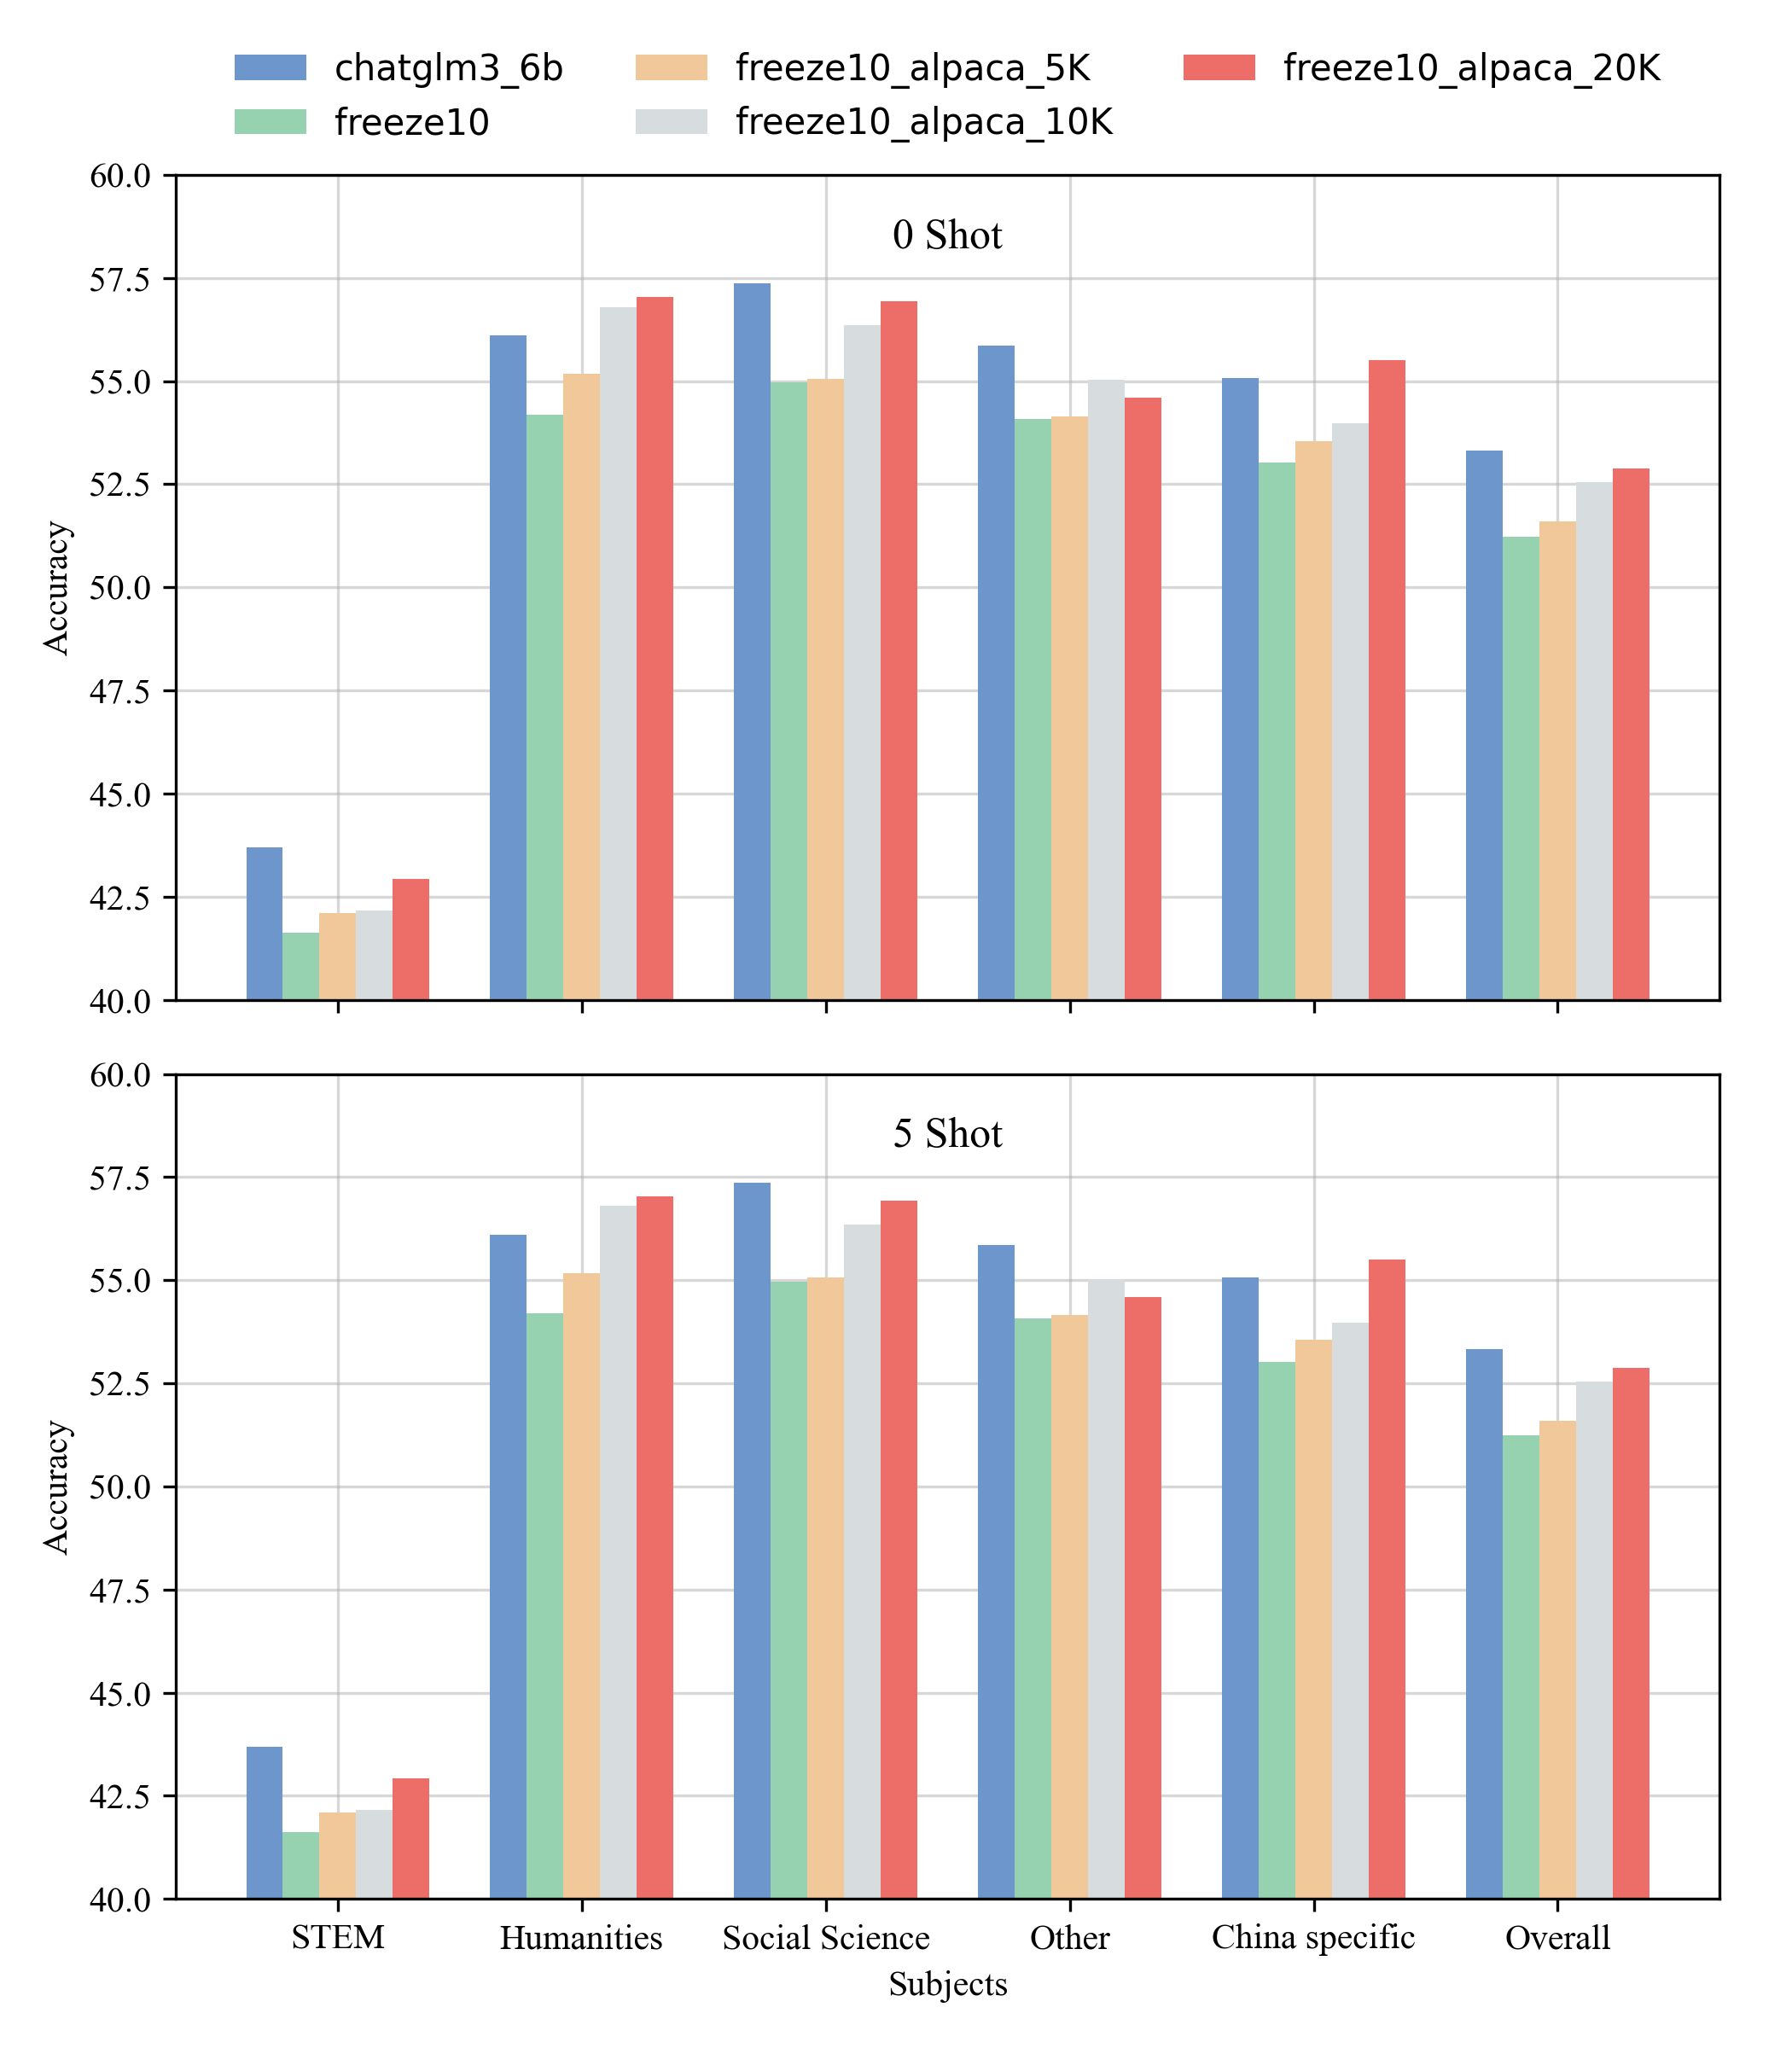 chatglm3_6b freeze10_alpaca_5K freeze10_alpaca_20K
freeze10 freeze10_alpaca_10K
0 Shot
Accuracy
60.0
57.5
55.0
52.5
50.0
47.5
45.0
42.5
40.0
5 Shot
Accuracy
60.0
57.5
55.0
52.5
50.0
47.5
45.0
42.5
40.0
STEM Humanities Social Science Other China specific Overall
Subjects